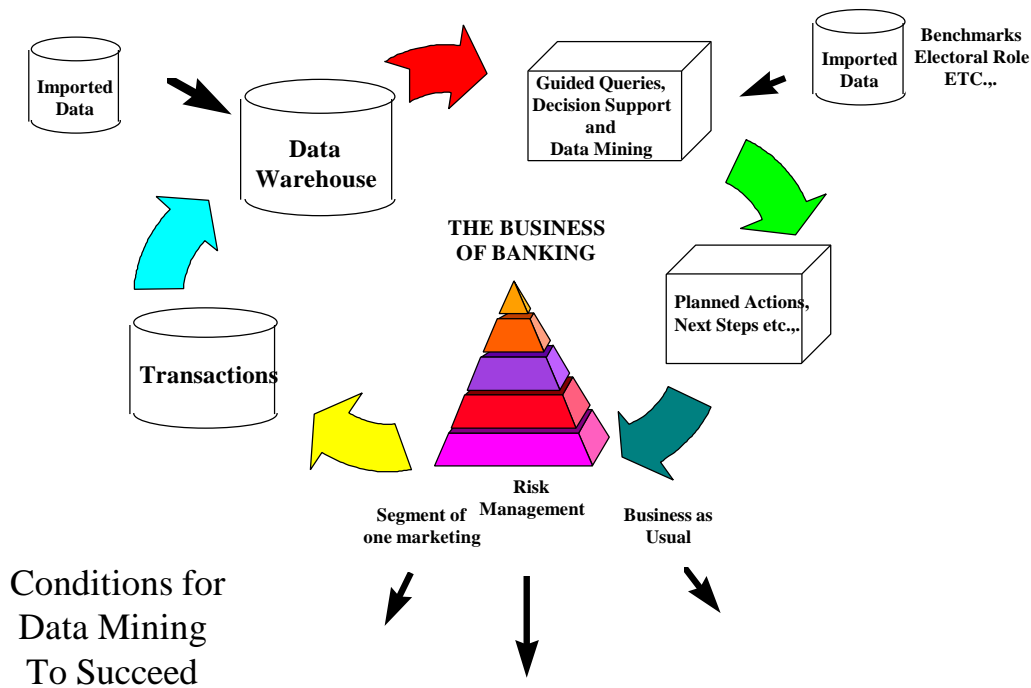 Imported
Data
Benchmarks
Electoral Role
ETC.,.
Imported
Data
Guided Queries,
Decision Support
and
Data Mining
Data
Warehouse
THE BUSINESS
OF BANKING
Planned Actions,
Next Steps etc.,.
Transactions
Risk
Management
Segment of
one marketing
Business as
Usual
Conditions for
Data Mining
To Succeed